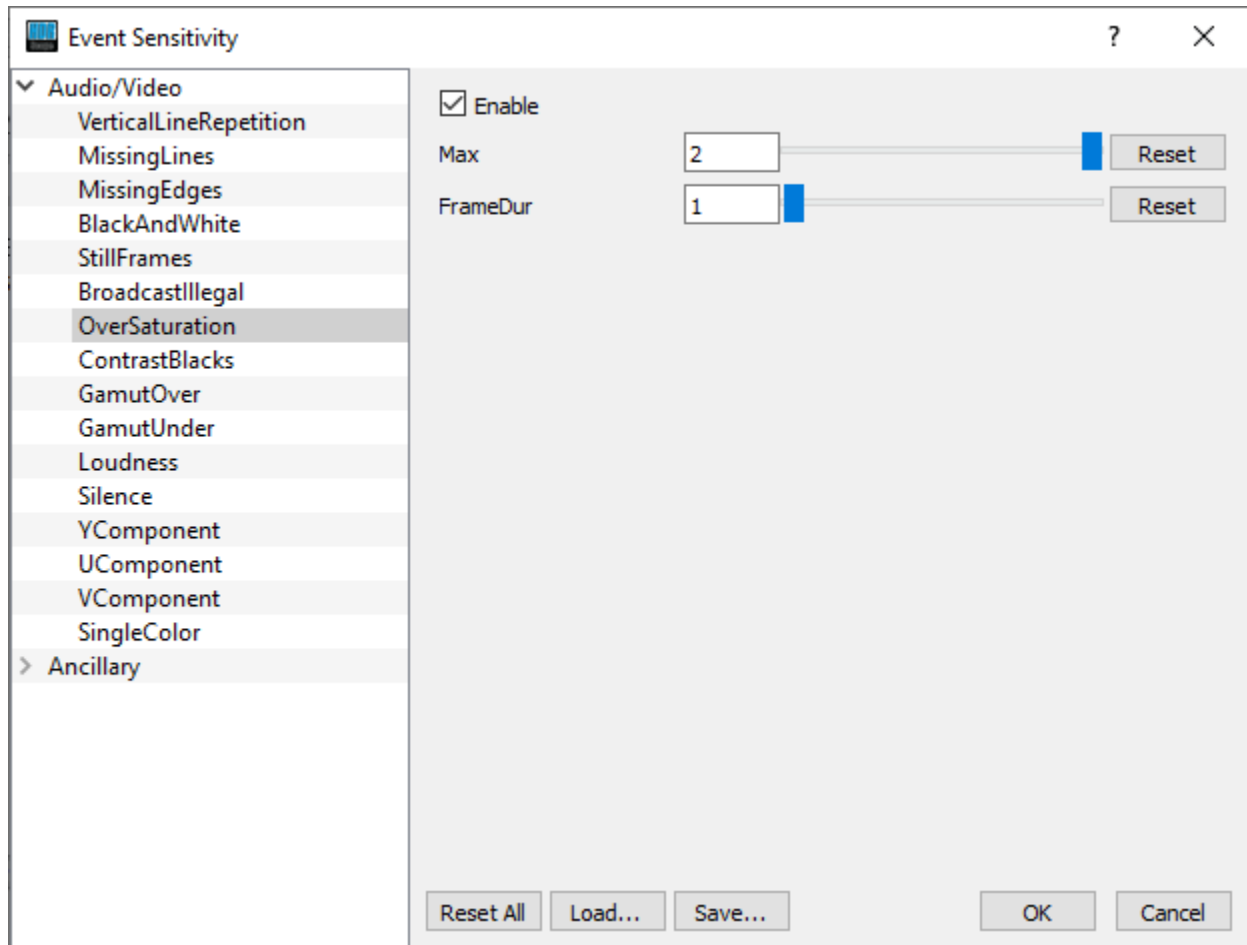 Event Sensitivity
?
Audio/Video
VerticalLineRepetition
MissingLines
MissingEdges
BlackAndWhite
StillFrames
BroadcastIllegal
OverSaturation
ContrastBlacks
GamutOver
GamutUnder
Loudness
Silence
YComponent
UComponent
VComponent
SingleColor
Ancillary
Enable
Max 2 Reset
FrameDur 1 Reset
Reset All Load... Save... OK Cancel